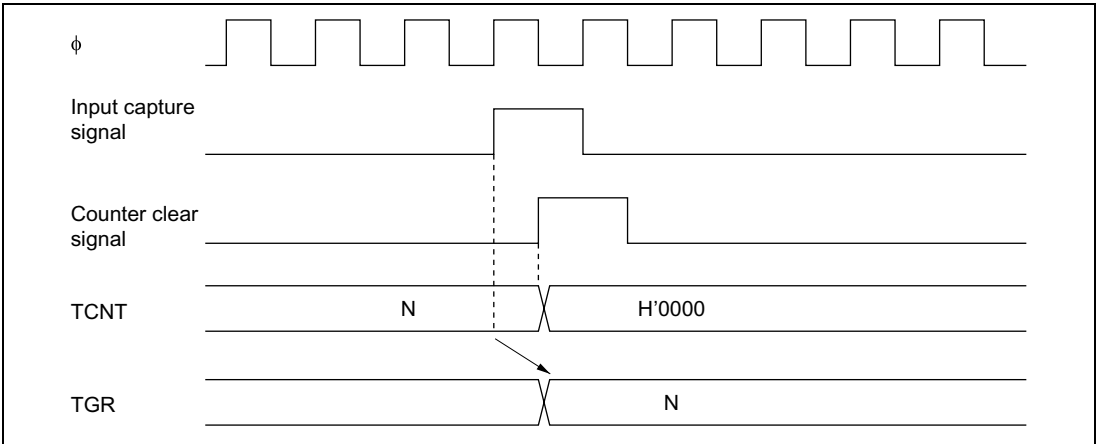 ϕ
Input capture
signal
Counter clear
signal
TCNT
N
H'0000
TGR
N